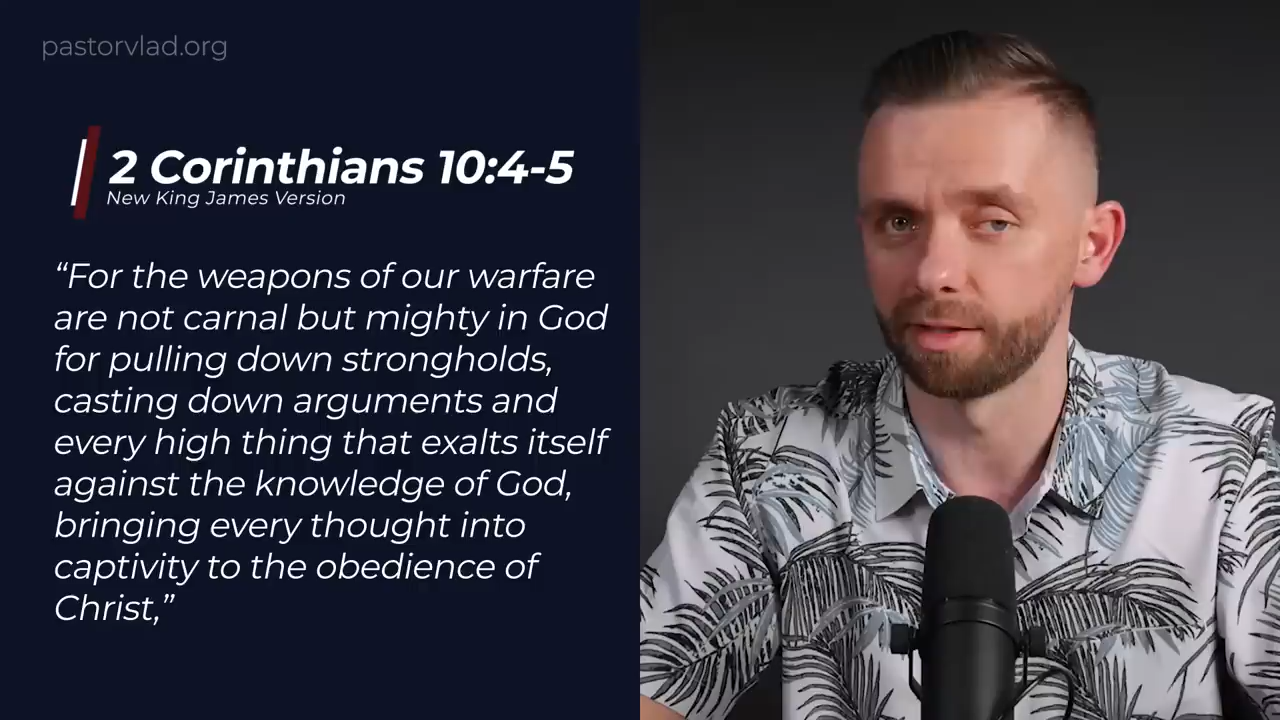 pastorvlad.org
2 Corinthians 10:4-5
New King James Version
“For the weapons of our warfare
are not carnal but mighty in God
for pulling down strongholds,
casting down arguments and
every high thing that exalts itself
against the knowledge of God,
bringing every thought into
captivity to the obedience of
Christ,”